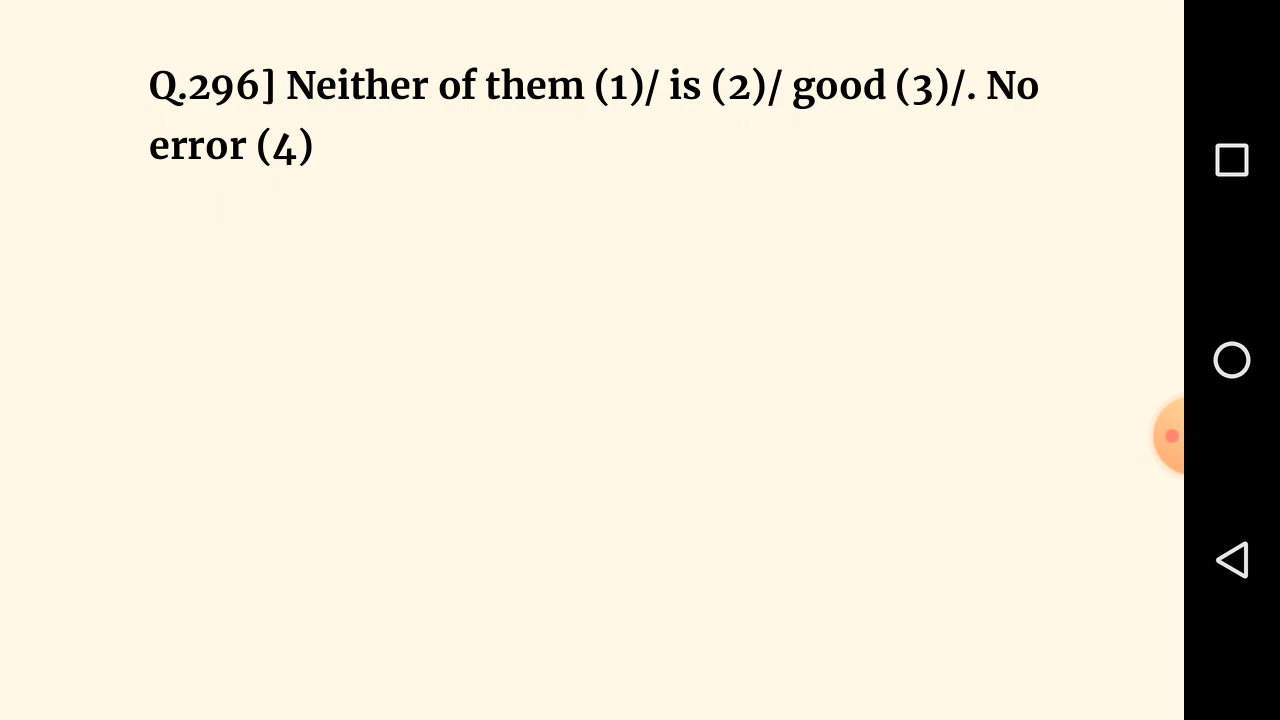 Q.296] Neither of them (1)/ is (2)/ good (3)/. No
error (4)